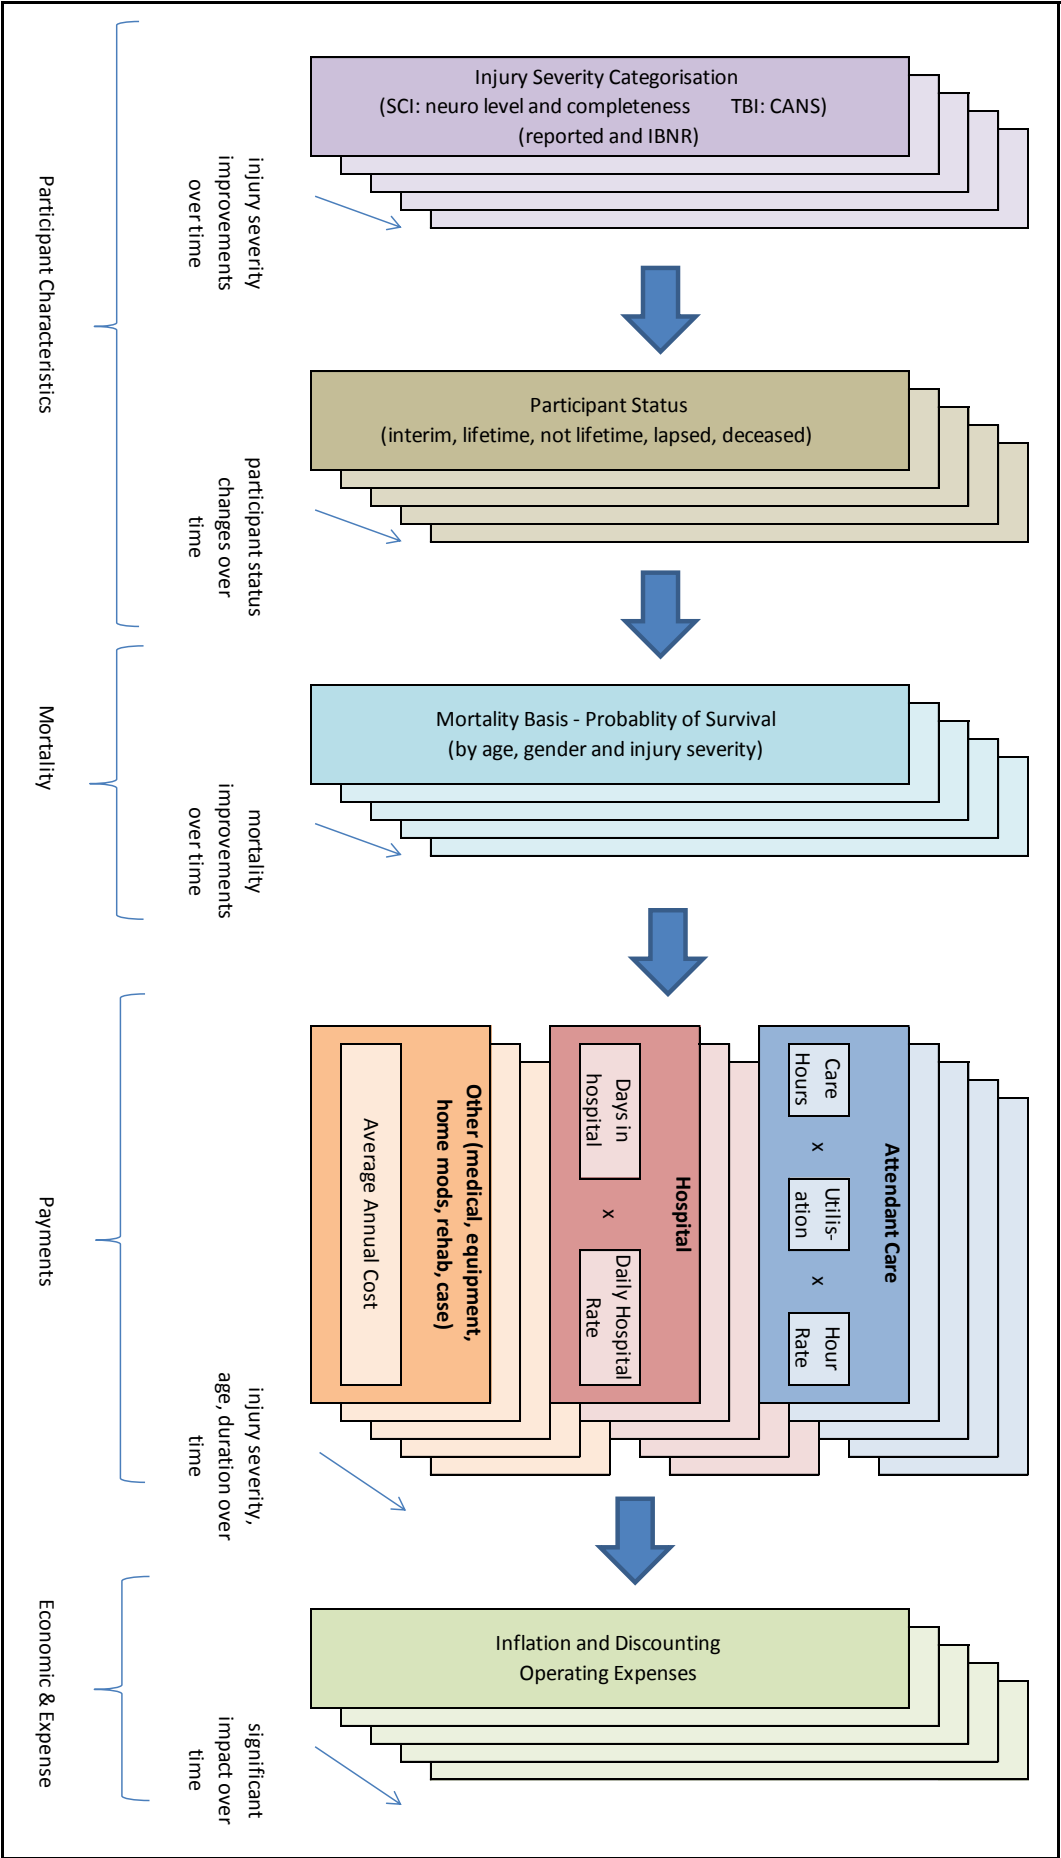 Participant Characteristics
injury severity
improvements
over time
Injury Severity Categorisation
(SCI: neuro level and completeness TBI: CANS)
(reported and IBNR)
participant status
changes over
time
Participant Status
(interim, lifetime, not lifetime, lapsed, deceased)
Mortality
mortality
improvements
over time
Mortality Basis - Probablity of Survival
(by age, gender and injury severity)
Payments
injury severity,
age, duration over
time
Other (medical, equipment,
home mods, rehab, case)
Average Annual Cost
Hospital
Days in
hospital
x
Daily Hospital
Rate
Attendant Care
Care
Hours
x
Utilis-
ation
x
Hour
Rate
Economic & Expense
significant
impact over
time
Inflation and Discounting
Operating Expenses